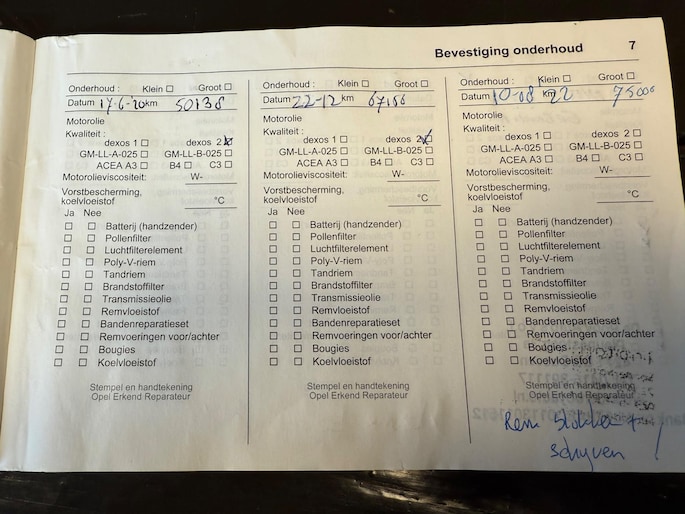 Bevestiging onderhoud 7
Onderhoud : Klein Groot
Datum 17-6-20 km 50138
Motorolie
Kwaliteit :
dexos 1 dexos 2
GM-LL-A-025 GM-LL-B-025
ACEA A3 B4 C3
Motorolieviscositeit: W-
Vorstbescherming,
koelvloeistof °C
Ja Nee
Batterij (handzender)
Pollenfilter
Luchtfilterelement
Poly-V-riem
Tandriem
Brandstoffilter
Transmissieolie
Remvloeistof
Bandenreparatieset
Remvoeringen voor/achter
Bougies
Koelvloeistof
Stempel en handtekening
Opel Erkend Reparateur
Onderhoud : Klein Groot
Datum 22-12 km
Motorolie
Kwaliteit :
dexos 1 dexos 2
GM-LL-A-025 GM-LL-B-025
ACEA A3 B4 C3
Motorolieviscositeit: W-
Vorstbescherming,
koelvloeistof °C
Ja Nee
Batterij (handzender)
Pollenfilter
Luchtfilterelement
Poly-V-riem
Tandriem
Brandstoffilter
Transmissieolie
Remvloeistof
Bandenreparatieset
Remvoeringen voor/achter
Bougies
Koelvloeistof
Stempel en handtekening
Opel Erkend Reparateur
Onderhoud : Klein Groot
Datum 10-08 km 22 75000
Motorolie
Kwaliteit :
dexos 1 dexos 2
GM-LL-A-025 GM-LL-B-025
ACEA A3 B4 C3
Motorolieviscositeit: W-
Vorstbescherming,
koelvloeistof °C
Ja Nee
Batterij (handzender)
Pollenfilter
Luchtfilterelement
Poly-V-riem
Tandriem
Brandstoffilter
Transmissieolie
Remvloeistof
Bandenreparatieset
Remvoeringen voor/achter
Bougies
Koelvloeistof
Stempel en handtekening
Opel Erkend Reparateur
Rem blokken +
schyven